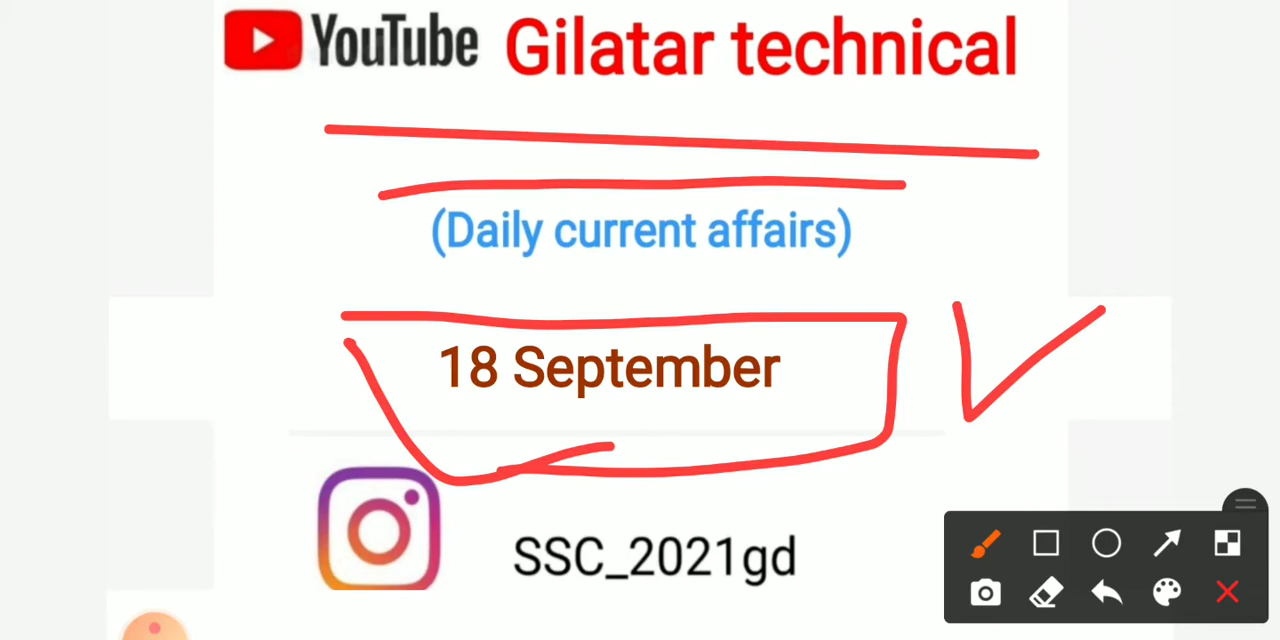 YouTube Gilatar technical
(Daily current affairs)
18 September
SSC_2021gd